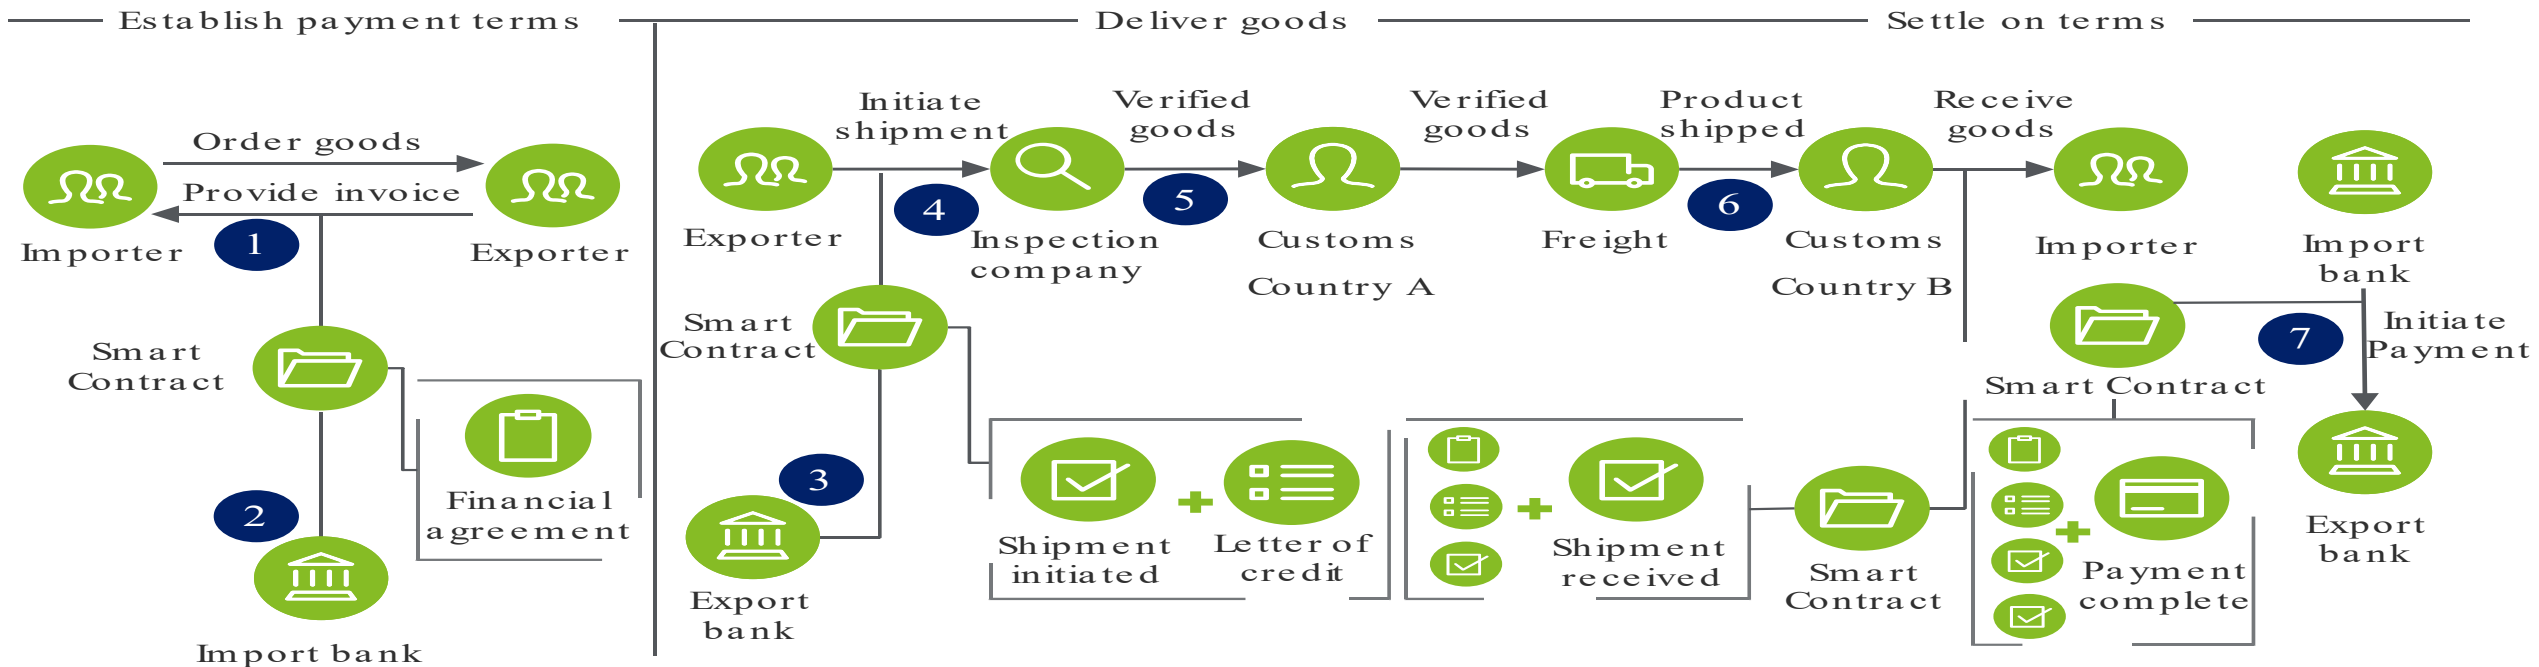 Establish payment terms
Deliver goods
Settle on terms
Order goods
Provide invoice
1
Importer
Exporter
Smart
Contract
Financial
agreement
2
Import bank
Initiate
shipment
Verified
goods
Verified
goods
Product
shipped
Receive
goods
4
5
6
Exporter
Inspection
company
Customs
Country A
Freight
Customs
Country B
Importer
Import
bank
Smart
Contract
3
Export
bank
Shipment
initiated
Letter of
credit
Shipment
received
Smart
Contract
Smart Contract
7
Initiate
Payment
Payment
complete
Export
bank